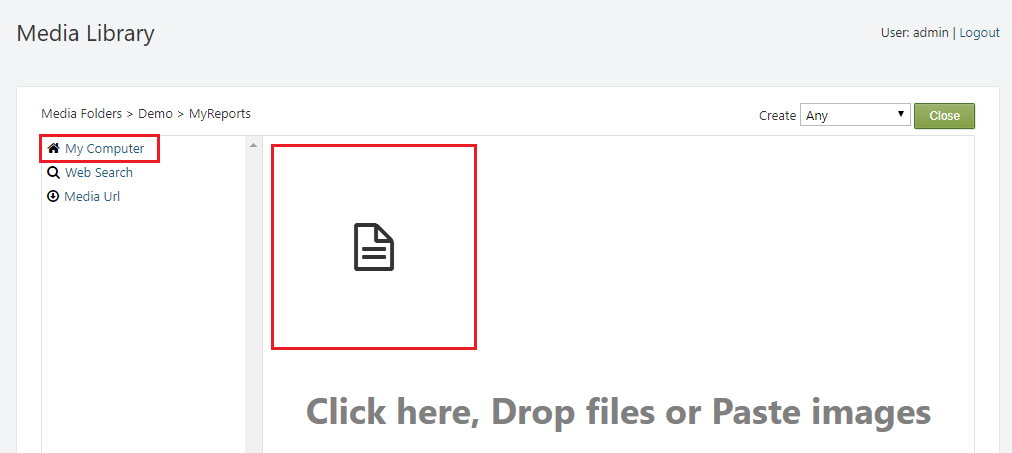 Media Library
User: admin | Logout
Media Folders > Demo > MyReports
Create Any Close
My Computer
Web Search
Media Url
Click here, Drop files or Paste images